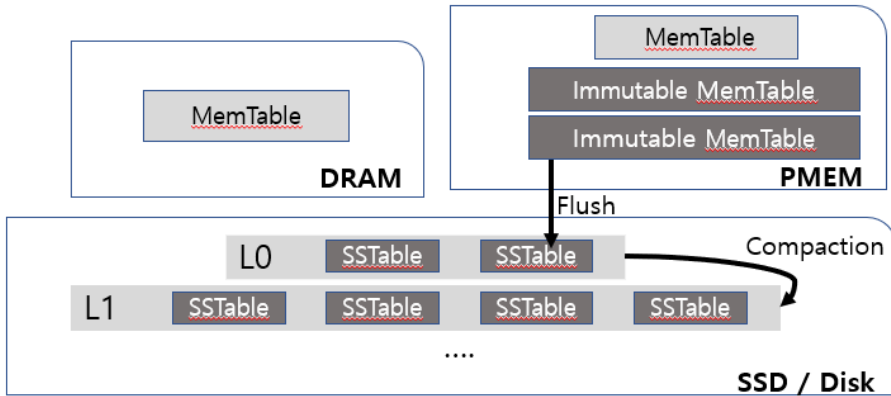 MemTable
DRAM
MemTable
Immutable MemTable
Immutable MemTable
PMEM
Flush
Compaction
L0 SSTable SSTable
L1 SSTable SSTable SSTable SSTable
....
SSD / Disk